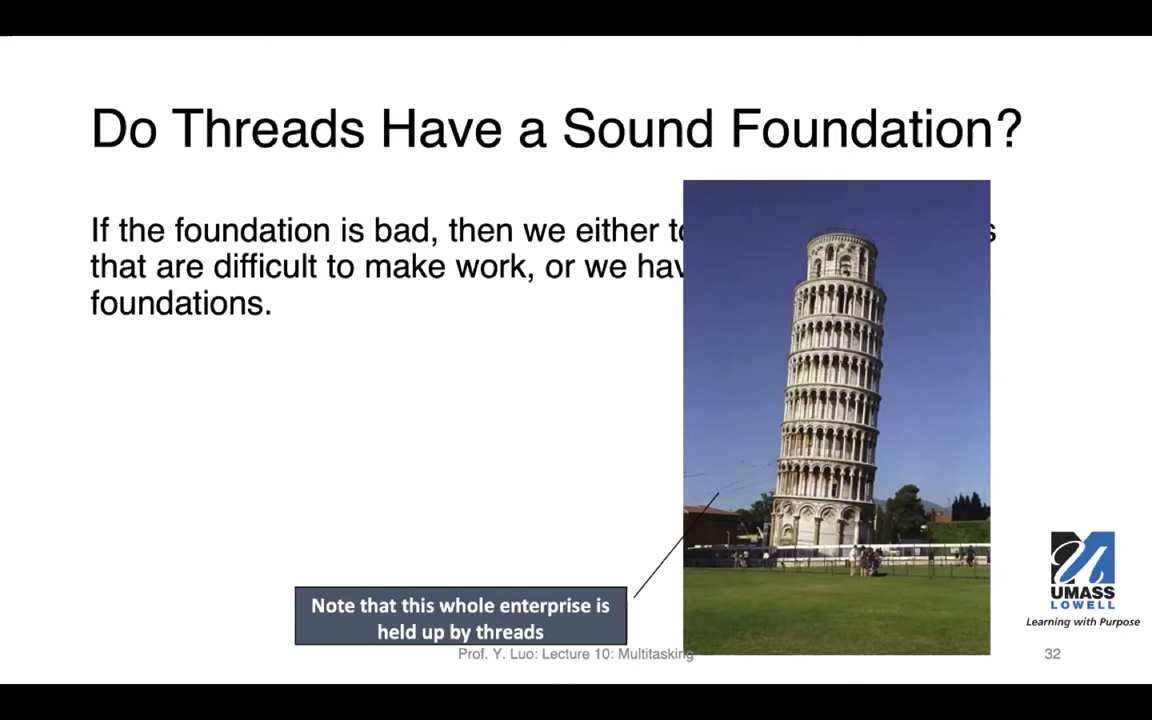 Do Threads Have a Sound Foundation?
If the foundation is bad, then we either
that are difficult to make work, or we
foundations.
Note that this whole enterprise is
held up by threads
Prof. Y. Luo: Lecture 10: Multitasking
32
UMASS
LOWELL
Learning with Purpose